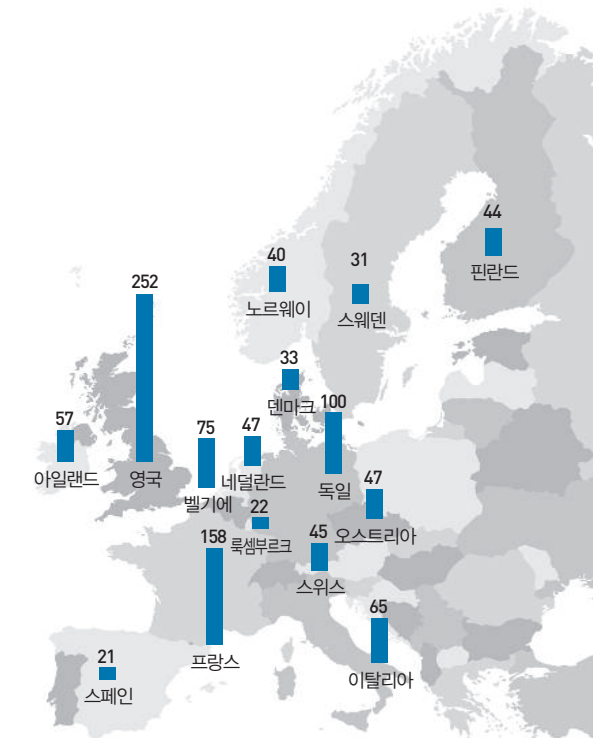 44
핀란드
40
노르웨이
31
스웨덴
252
영국
33
덴마크
100
독일
57
아일랜드
75
벨기에
47
네덜란드
47
오스트리아
22
룩셈부르크
158
프랑스
45
스위스
65
이탈리아
21
스페인